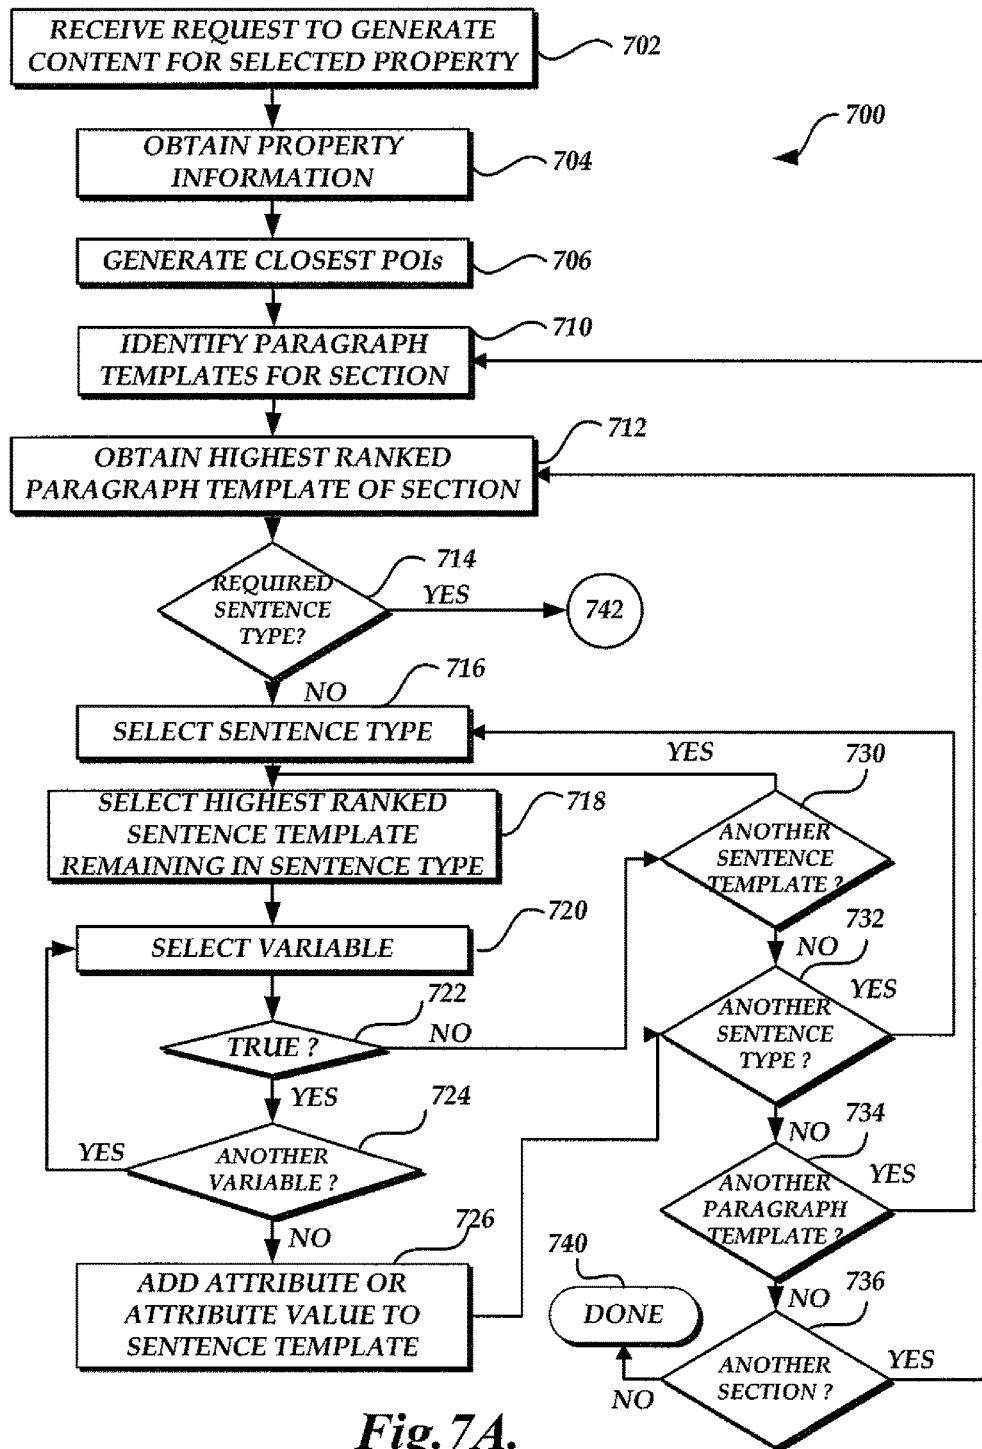 RECEIVE REQUEST TO GENERATE
CONTENT FOR SELECTED PROPERTY
702
700
OBTAIN PROPERTY
INFORMATION
704
GENERATE CLOSEST POIs
706
710
IDENTIFY PARAGRAPH
TEMPLATES FOR SECTION
712
OBTAIN HIGHEST RANKED
PARAGRAPH TEMPLATE OF SECTION
714
REQUIRED
SENTENCE
TYPE?
YES
742
NO
716
SELECT SENTENCE TYPE
YES
730
SELECT HIGHEST RANKED
SENTENCE TEMPLATE
REMAINING IN SENTENCE TYPE
718
ANOTHER
SENTENCE
TEMPLATE ?
NO
720
SELECT VARIABLE
732
ANOTHER
SENTENCE
TYPE ?
YES
722
TRUE ?
NO
YES
724
ANOTHER
VARIABLE ?
YES
NO
NO
734
ANOTHER
PARAGRAPH
TEMPLATE ?
YES
726
ADD ATTRIBUTE OR
ATTRIBUTE VALUE TO
SENTENCE TEMPLATE
740
DONE
NO
736
ANOTHER
SECTION ?
YES
NO
Fig.7A.